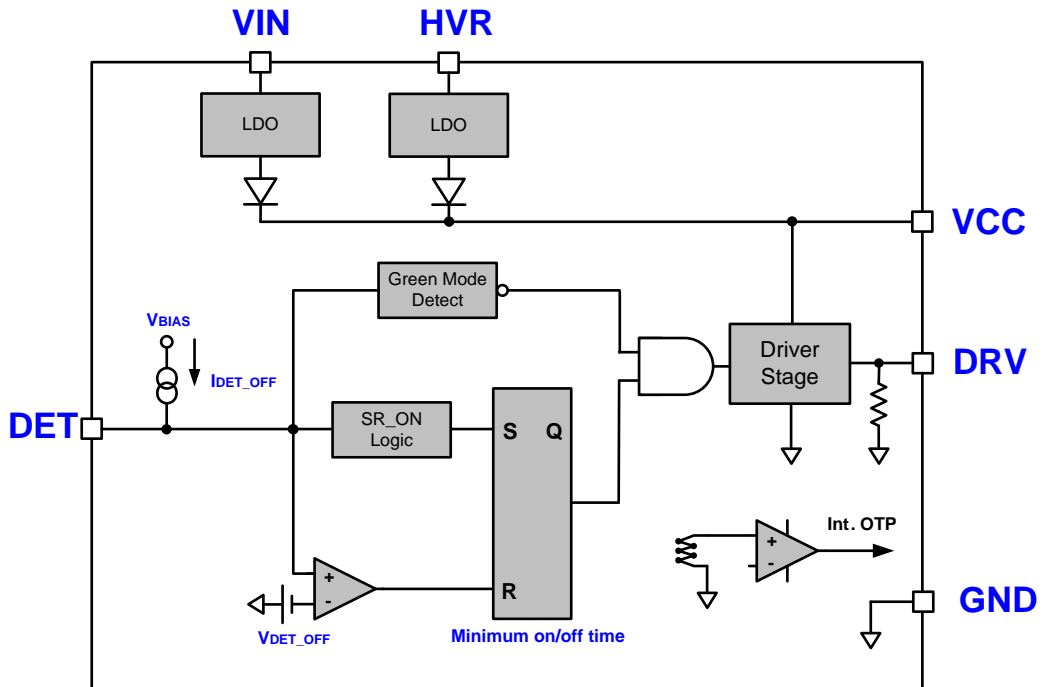 VIN
HVR
LDO
LDO
VCC
Green Mode
Detect
VBIAS
IDET_OFF
Driver
Stage
DRV
DET
SR_ON
Logic
S Q
+
-
R
VDET_OFF
Minimum on/off time
+
-
Int. OTP
GND